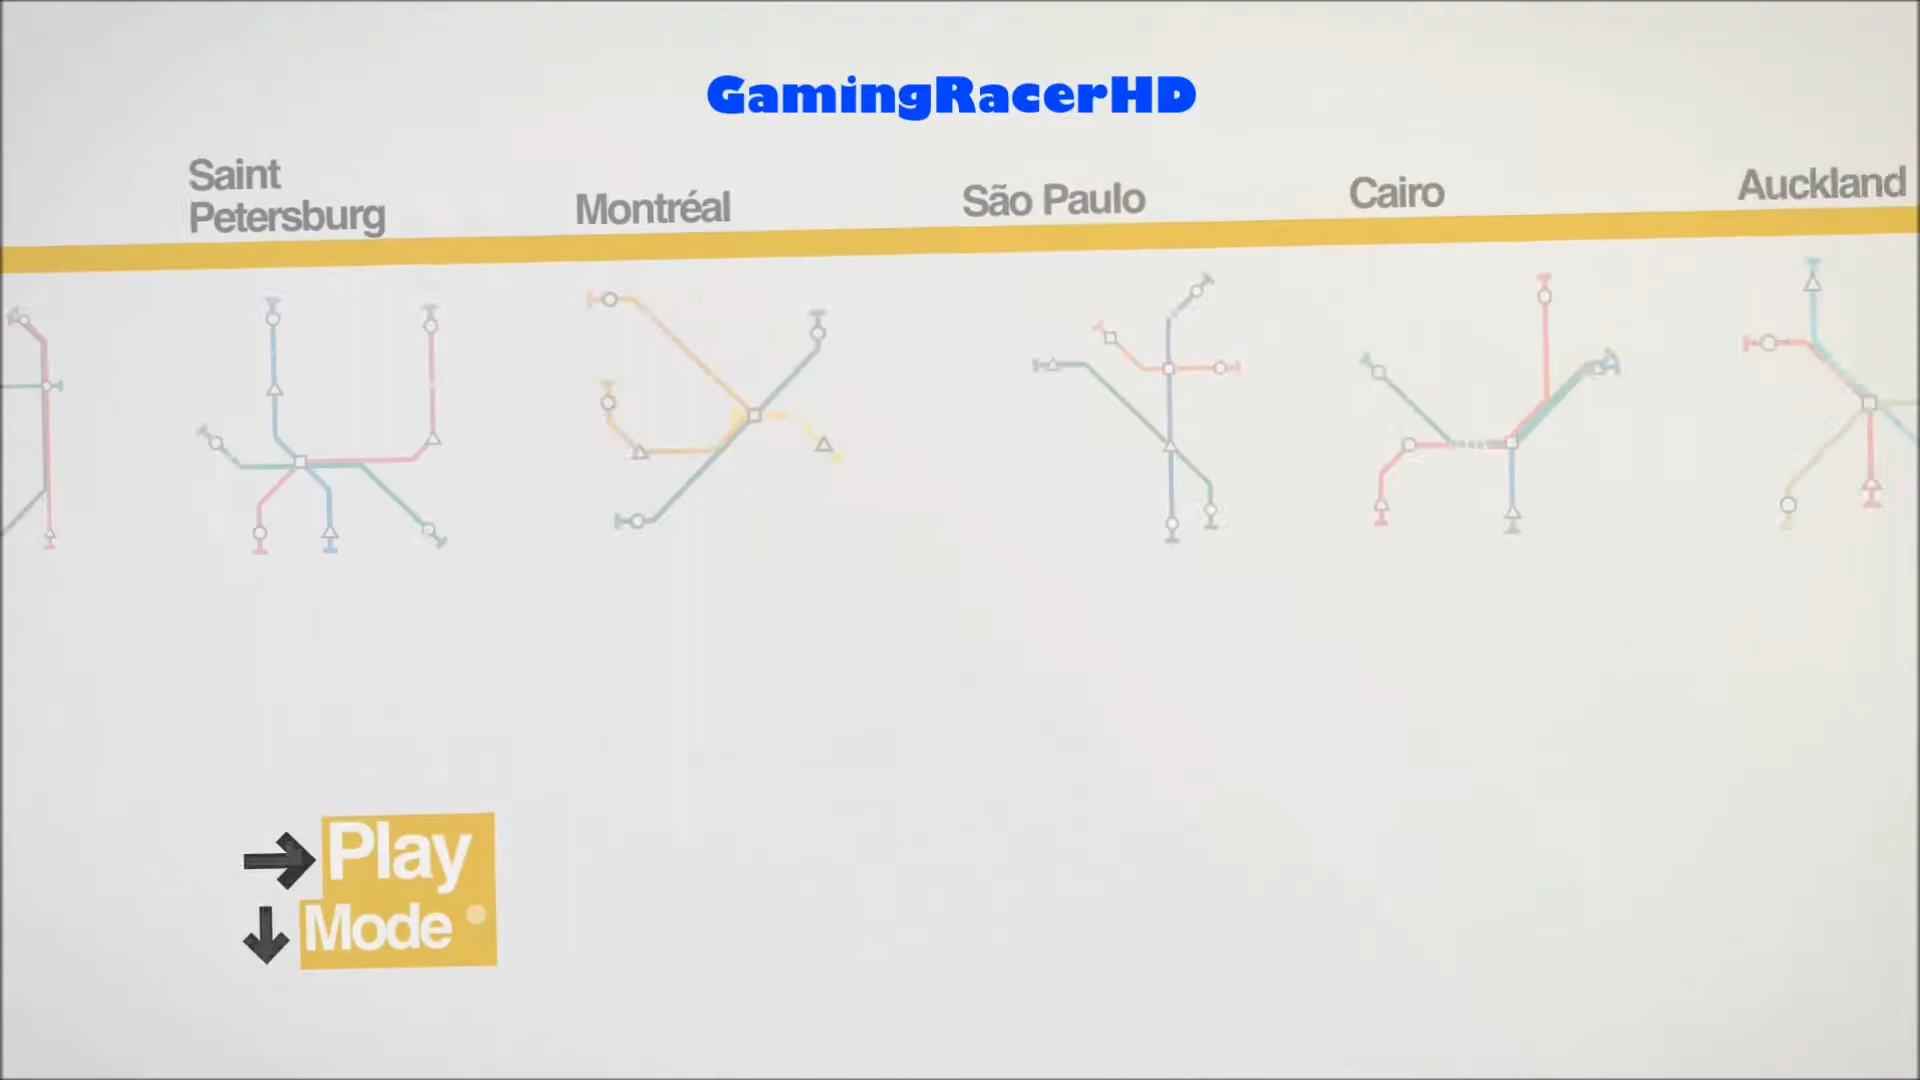 GamingRacerHD
Saint
Petersburg
Montréal
São Paulo
Cairo
Auckland
Play
Mode